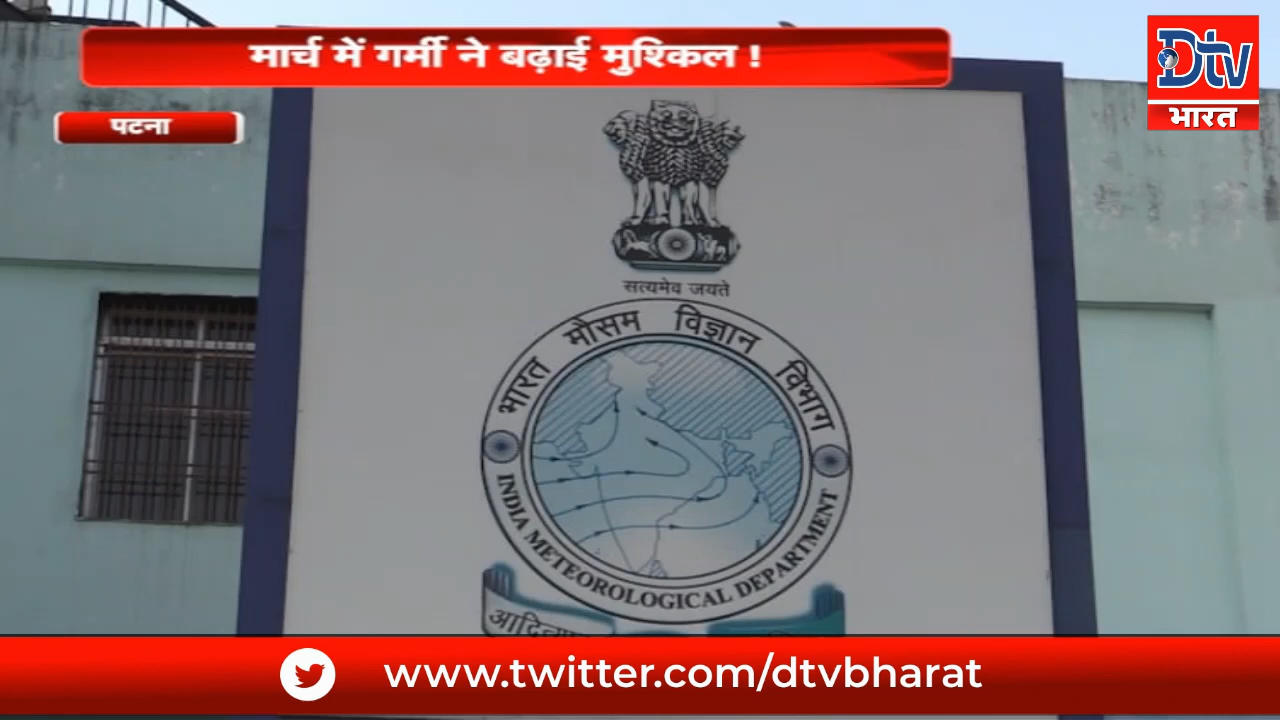 मार्च में गर्मी ने बढ़ाई मुश्किल !
Dtv
भारत
पटना
सत्यमेव जयते
भारत मौसम विज्ञान विभाग
INDIA METEOROLOGICAL DEPARTMENT
www.twitter.com/dtvbharat